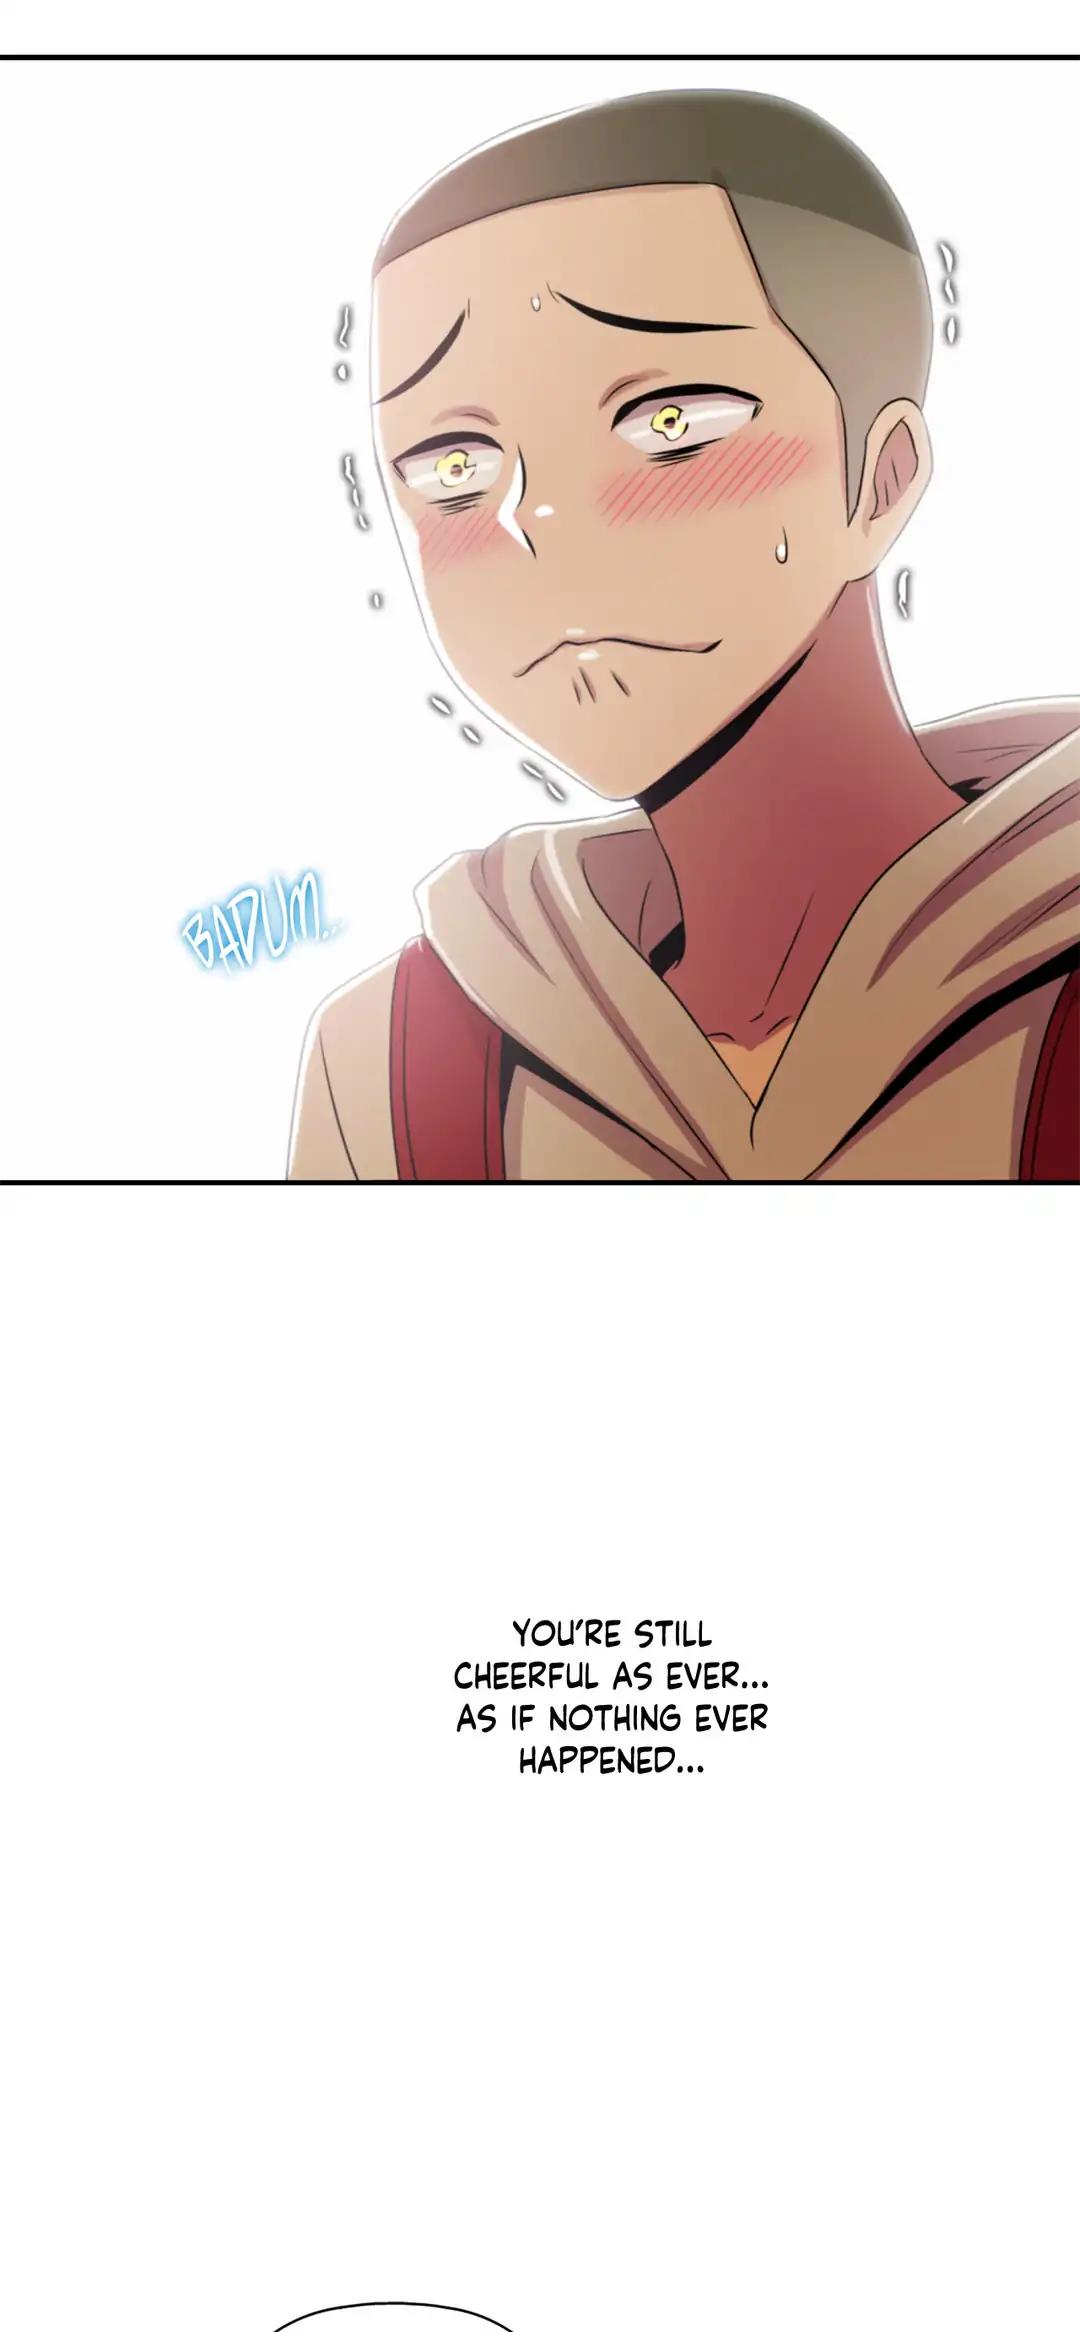 BADUM...
YOU'RE STILL
CHEERFUL AS EVER...
AS IF NOTHING EVER
HAPPENED...